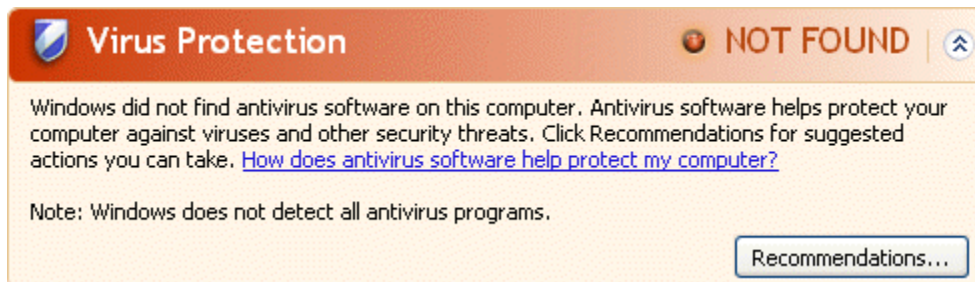 Virus Protection NOT FOUND
Windows did not find antivirus software on this computer. Antivirus software helps protect your
computer against viruses and other security threats. Click Recommendations for suggested
actions you can take. How does antivirus software help protect my computer?
Note: Windows does not detect all antivirus programs.
Recommendations...